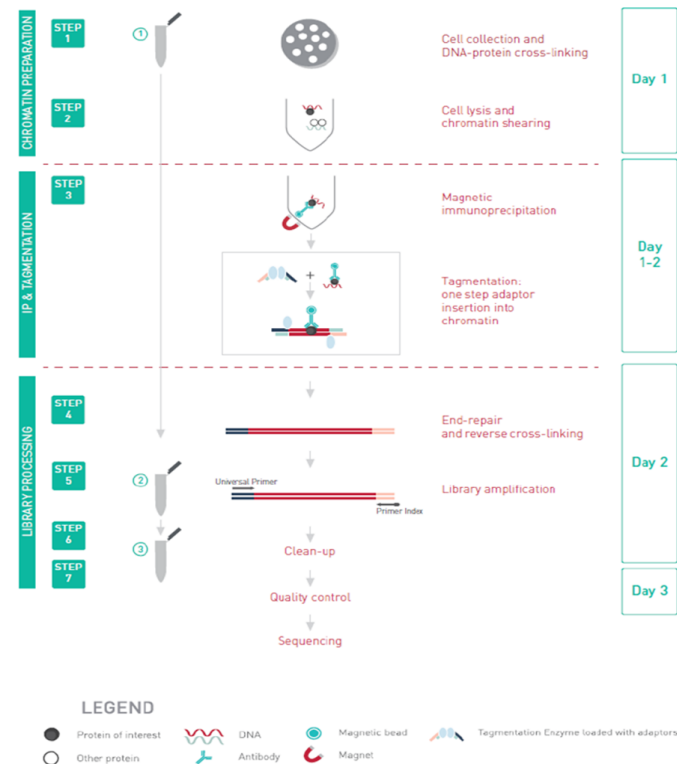 CHROMATIN PREPARATION
STEP
1
1
Cell collection and
DNA-protein cross-linking
Day 1
STEP
2
Cell lysis and
chromatin shearing
IP & TAGMENTATION
STEP
3
Magnetic
immunoprecipitation
Day
1-2
+
Tagmentation:
one step adaptor
insertion into
chromatin
LIBRARY PROCESSING
STEP
4
End-repair
and reverse cross-linking
Day 2
STEP
5
2
Universal Primer
Primer Index
Library amplification
STEP
6
3
Clean-up
STEP
7
Quality control
Day 3
Sequencing
LEGEND
Protein of interest
DNA
Magnetic bead
Tagmentation Enzyme loaded with adaptors
Other protein
Antibody
Magnet